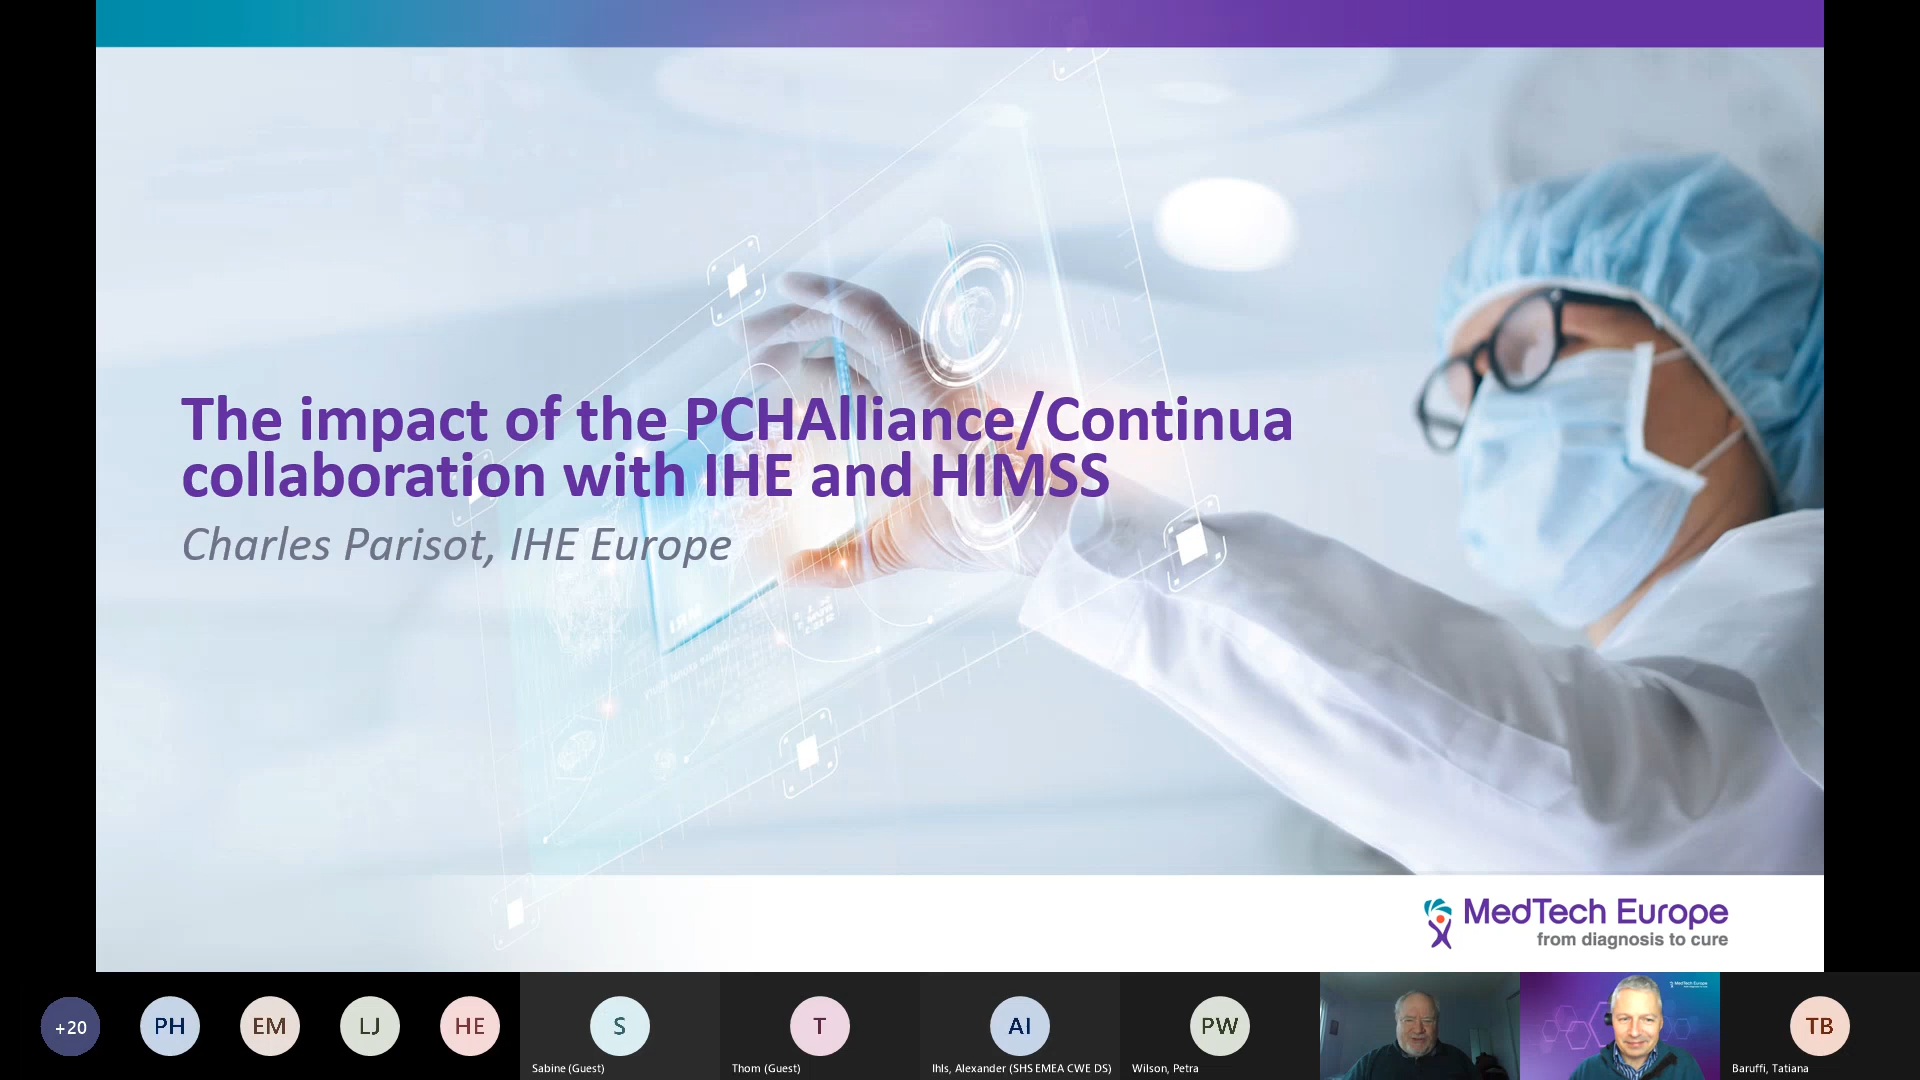 The impact of the PCHAlliance/Continua
collaboration with IHE and HIMSS
Charles Parisot, IHE Europe
MedTech Europe
from diagnosis to cure
+20
PH
EM
LJ
HE
S
T
AI
PW
TB
Sabine (Guest)
Thom (Guest)
Ihls, Alexander (SHS EMEA CWE DS)
Wilson, Petra
MedTech Europe
Baruffi, Tatiana